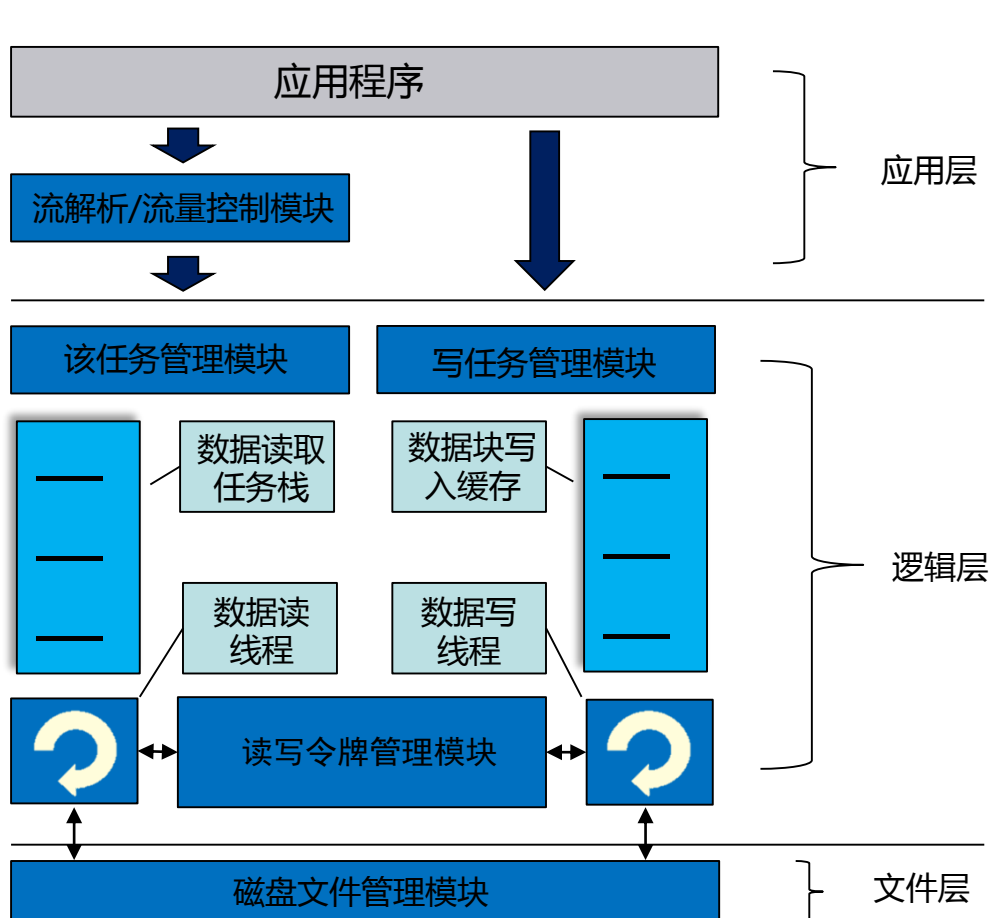 应用程序
应用层
流解析/流量控制模块
该任务管理模块
写任务管理模块
数据读取
任务栈
数据块写
入缓存
逻辑层
数据读
线程
数据写
线程
读写令牌管理模块
磁盘文件管理模块
文件层